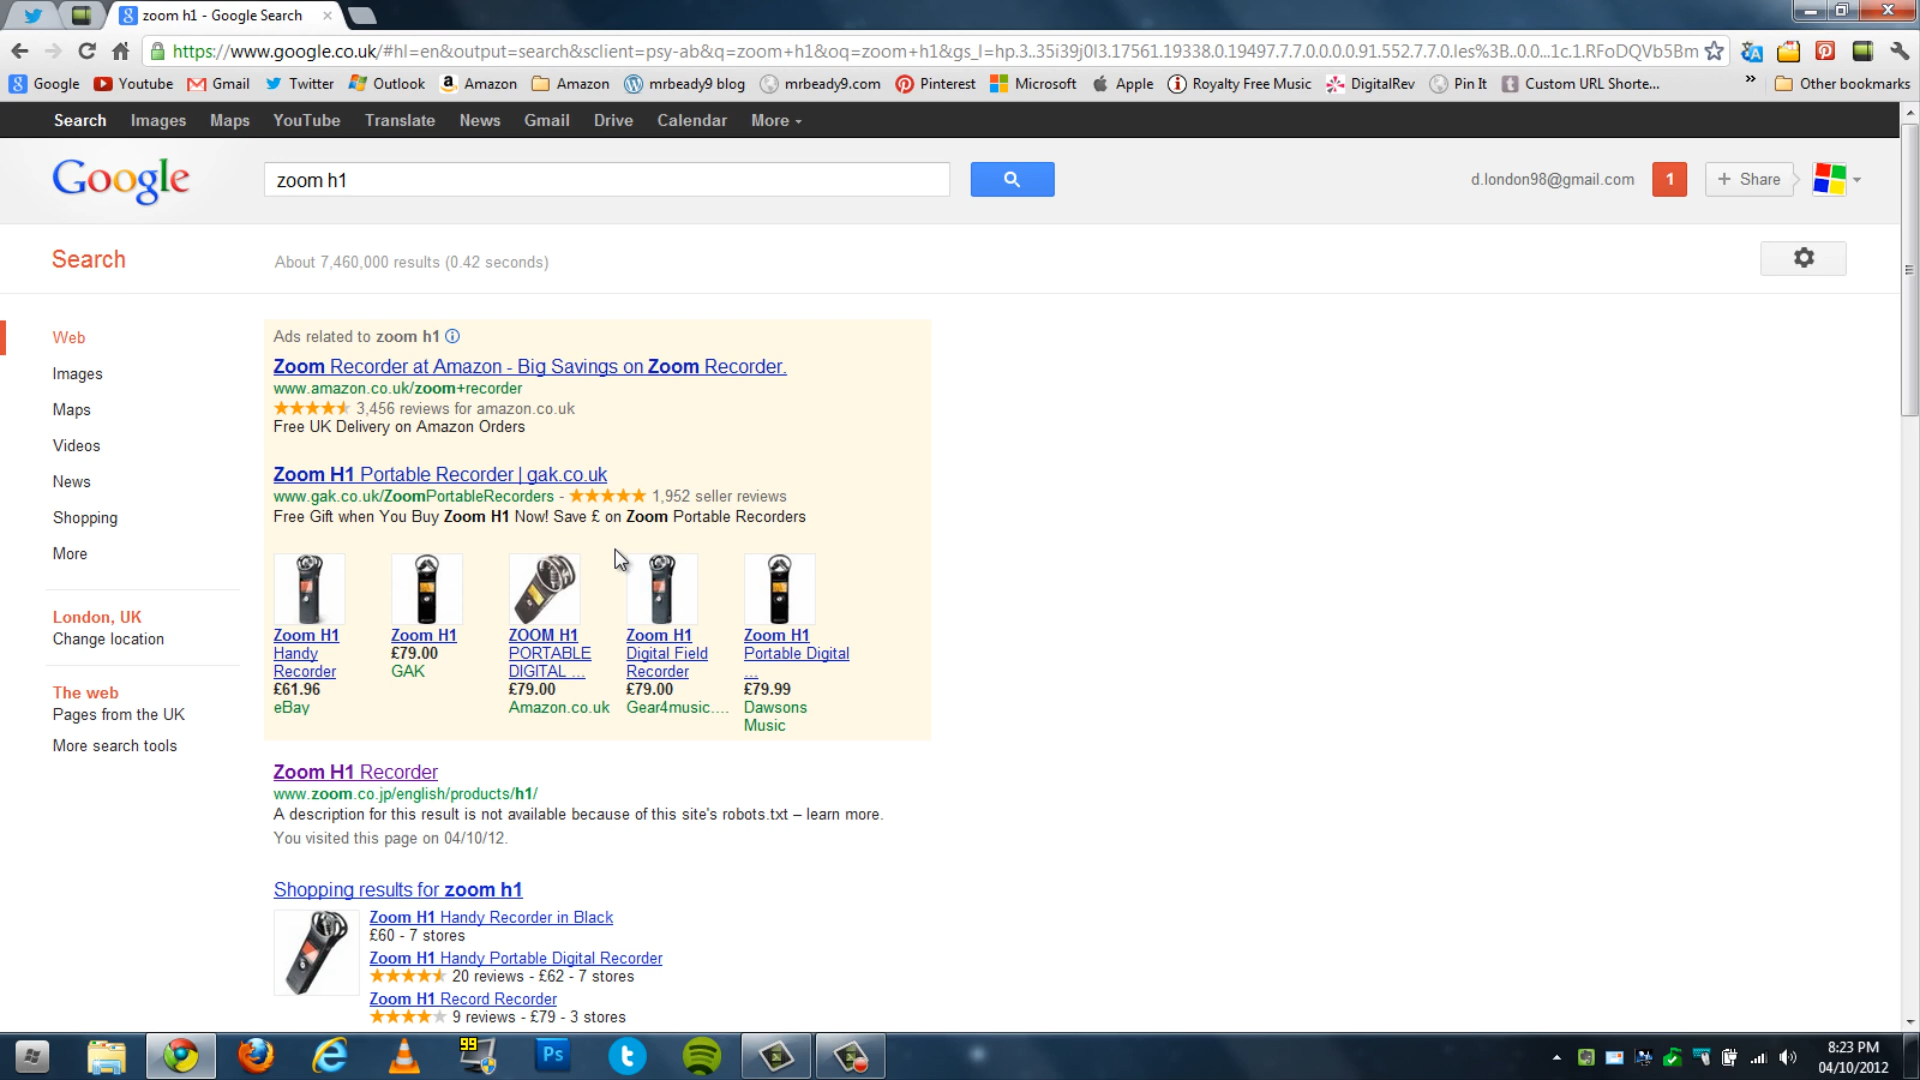 zoom h1 - Google Search
https://www.google.co.uk/#hl=en&output=search&sclient=psy-ab&q=zoom+h1&oq=zoom+h1&gs_l=hp.3..35i39j0l3.17561.19338.0.19497.7.7.0.0.0.0.91.552.7.7.0.les%3B..0.0...1c.1.RFoDQVb5Bm
Google Youtube Gmail Twitter Outlook Amazon Amazon mrbeady9 blog mrbeady9.com Pinterest Microsoft Apple Royalty Free Music DigitalRev Pin It Custom URL Shorte... » Other bookmarks
Search Images Maps YouTube Translate News Gmail Drive Calendar More
Google
zoom h1
d.london98@gmail.com 1 + Share
Search
About 7,460,000 results (0.42 seconds)
Web
Images
Maps
Videos
News
Shopping
More
London, UK
Change location
The web
Pages from the UK
More search tools
Ads related to zoom h1
Zoom Recorder at Amazon - Big Savings on Zoom Recorder.
www.amazon.co.uk/zoom+recorder
3,456 reviews for amazon.co.uk
Free UK Delivery on Amazon Orders
Zoom H1 Portable Recorder | gak.co.uk
www.gak.co.uk/ZoomPortableRecorders - 1,952 seller reviews
Free Gift when You Buy Zoom H1 Now! Save £ on Zoom Portable Recorders
Zoom H1
Handy
Recorder
£61.96
eBay
Zoom H1
£79.00
GAK
ZOOM H1
PORTABLE
DIGITAL ...
£79.00
Amazon.co.uk
Zoom H1
Digital Field
Recorder
£79.00
Gear4music....
Zoom H1
Portable Digital
...
£79.99
Dawsons
Music
Zoom H1 Recorder
www.zoom.co.jp/english/products/h1/
A description for this result is not available because of this site's robots.txt – learn more.
You visited this page on 04/10/12.
Shopping results for zoom h1
Zoom H1 Handy Recorder in Black
£60 - 7 stores
Zoom H1 Handy Portable Digital Recorder
20 reviews - £62 - 7 stores
Zoom H1 Record Recorder
9 reviews - £79 - 3 stores
99
Ps
8:23 PM
04/10/2012